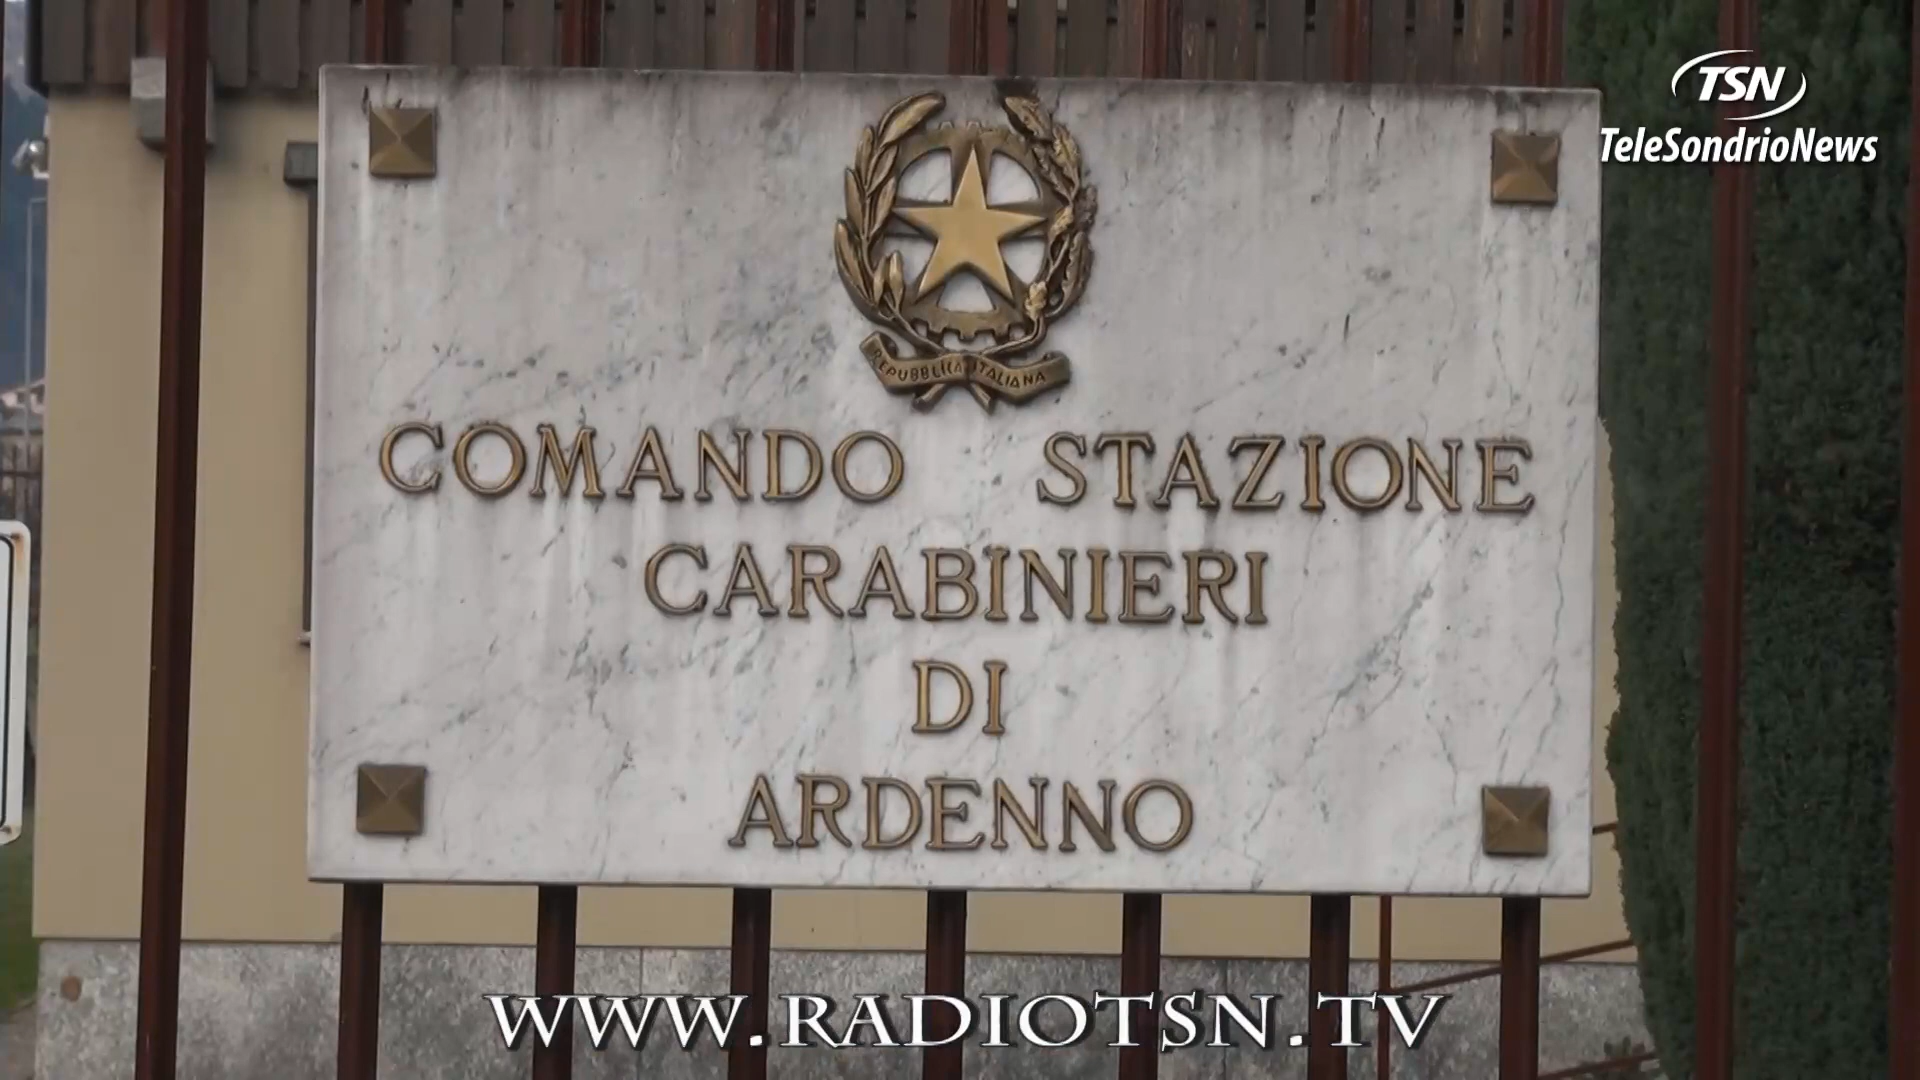 TSN
TeleSondrioNews
REPUBBLICA ITALIANA
COMANDO STAZIONE
CARABINIERI
DI
ARDENNO
WWW.RADIOTSN.TV